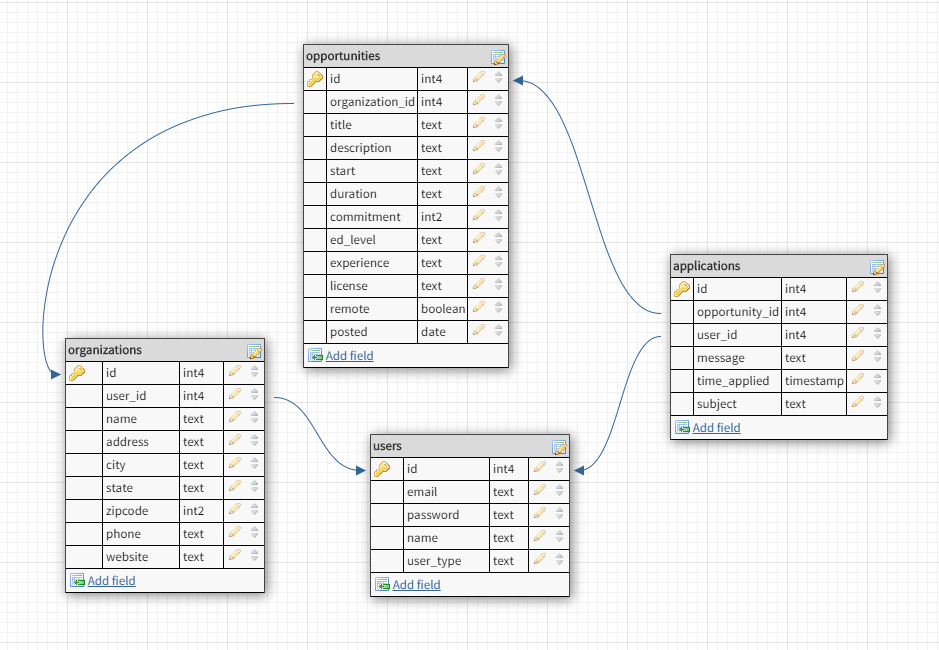 opportunities
id int4
organization_id int4
title text
description text
start text
duration text
commitment int2
ed_level text
experience text
license text
remote boolean
posted date
Add field
organizations
id int4
user_id int4
name text
address text
city text
state text
zipcode int2
phone text
website text
Add field
users
id int4
email text
password text
name text
user_type text
Add field
applications
id int4
opportunity_id int4
user_id int4
message text
time_applied timestamp
subject text
Add field